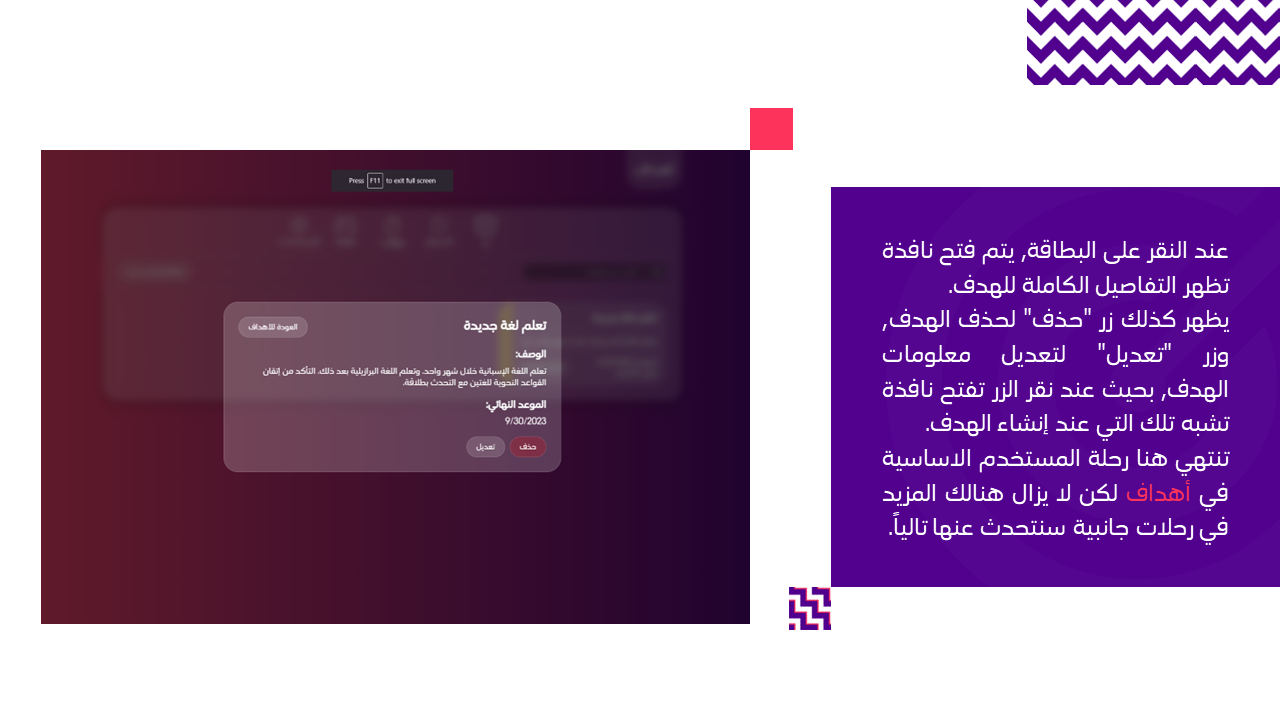 عند النقر على البطاقة, يتم فتح نافذة
تظهر التفاصيل الكاملة للهدف.
يظهر كذلك زر "حذف" لحذف الهدف,
وزر "تعديل" لتعديل معلومات
الهدف, بحيث عند نقر الزر تفتح نافذة
تشبه تلك التي عند إنشاء الهدف.
تنتهي هنا رحلة المستخدم الاساسية
في أهداف لكن لا يزال هنالك المزيد
في رحلات جانبية سنتحدث عنها تالياً.
Press F11 to exit full screen
تعلم لغة جديدة
العودة للأهداف
الوصف:
تعلم اللغة الإسبانية خلال شهر واحد، وتعلم اللغة البرازيلية بعد ذلك، التأكد من إتقان
القواعد النحوية للغتين مع التحدث بطلاقة.
الموعد النهائي:
9/30/2023
حذف
تعديل